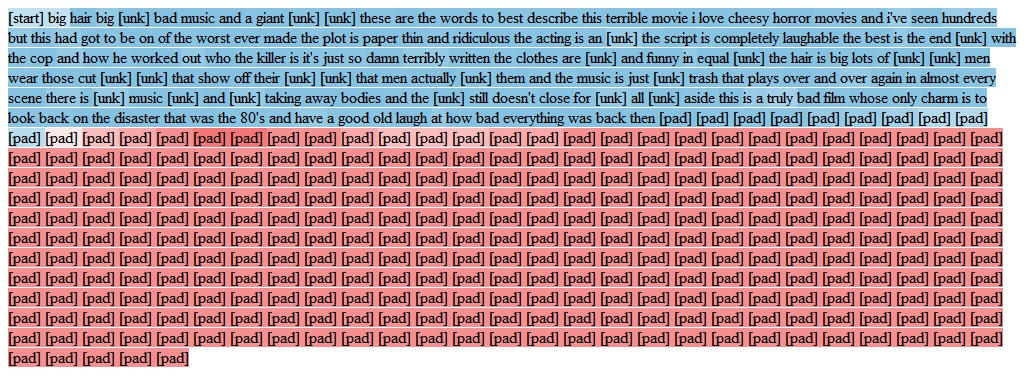 [start] big hair big [unk] bad music and a giant [unk] [unk] these are the words to best describe this terrible movie i love cheesy horror movies and i've seen hundreds
but this had got to be on of the worst ever made the plot is paper thin and ridiculous the acting is an [unk] the script is completely laughable the best is the end [unk] with
the cop and how he worked out who the killer is it's just so damn terribly written the clothes are [unk] and funny in equal [unk] the hair is big lots of [unk] [unk] men
wear those cut [unk] [unk] that show off their [unk] [unk] that men actually [unk] them and the music is just [unk] trash that plays over and over again in almost every
scene there is [unk] music [unk] and [unk] taking away bodies and the [unk] still doesn't close for [unk] all [unk] aside this is a truly bad film whose only charm is to
look back on the disaster that was the 80's and have a good old laugh at how bad everything was back then [pad] [pad] [pad] [pad] [pad] [pad] [pad] [pad] [pad]
[pad] [pad] [pad] [pad] [pad] [pad] [pad] [pad] [pad] [pad] [pad] [pad] [pad] [pad] [pad] [pad] [pad] [pad] [pad] [pad] [pad] [pad] [pad] [pad] [pad] [pad] [pad]
[pad] [pad] [pad] [pad] [pad] [pad] [pad] [pad] [pad] [pad] [pad] [pad] [pad] [pad] [pad] [pad] [pad] [pad] [pad] [pad] [pad] [pad] [pad] [pad] [pad] [pad] [pad]
[pad] [pad] [pad] [pad] [pad] [pad] [pad] [pad] [pad] [pad] [pad] [pad] [pad] [pad] [pad] [pad] [pad] [pad] [pad] [pad] [pad] [pad] [pad] [pad] [pad] [pad] [pad]
[pad] [pad] [pad] [pad] [pad] [pad] [pad] [pad] [pad] [pad] [pad] [pad] [pad] [pad] [pad] [pad] [pad] [pad] [pad] [pad] [pad] [pad] [pad] [pad] [pad] [pad] [pad]
[pad] [pad] [pad] [pad] [pad] [pad] [pad] [pad] [pad] [pad] [pad] [pad] [pad] [pad] [pad] [pad] [pad] [pad] [pad] [pad] [pad] [pad] [pad] [pad] [pad] [pad] [pad]
[pad] [pad] [pad] [pad] [pad] [pad] [pad] [pad] [pad] [pad] [pad] [pad] [pad] [pad] [pad] [pad] [pad] [pad] [pad] [pad] [pad] [pad] [pad] [pad] [pad] [pad] [pad]
[pad] [pad] [pad] [pad] [pad] [pad] [pad] [pad] [pad] [pad] [pad] [pad] [pad] [pad] [pad] [pad] [pad] [pad] [pad] [pad] [pad] [pad] [pad] [pad] [pad] [pad] [pad]
[pad] [pad] [pad] [pad] [pad] [pad] [pad] [pad] [pad] [pad] [pad] [pad] [pad] [pad] [pad] [pad] [pad] [pad] [pad] [pad] [pad] [pad] [pad] [pad] [pad] [pad] [pad]
[pad] [pad] [pad] [pad] [pad] [pad] [pad] [pad] [pad] [pad] [pad] [pad] [pad] [pad] [pad] [pad] [pad] [pad] [pad] [pad] [pad] [pad] [pad] [pad] [pad] [pad] [pad]
[pad] [pad] [pad] [pad] [pad] [pad] [pad] [pad] [pad] [pad] [pad] [pad] [pad] [pad] [pad] [pad] [pad] [pad] [pad] [pad] [pad] [pad] [pad] [pad] [pad] [pad] [pad]
[pad] [pad] [pad] [pad] [pad] [pad] [pad] [pad] [pad] [pad] [pad] [pad] [pad] [pad] [pad] [pad] [pad] [pad] [pad] [pad] [pad] [pad] [pad] [pad] [pad] [pad] [pad]
[pad] [pad] [pad] [pad] [pad]